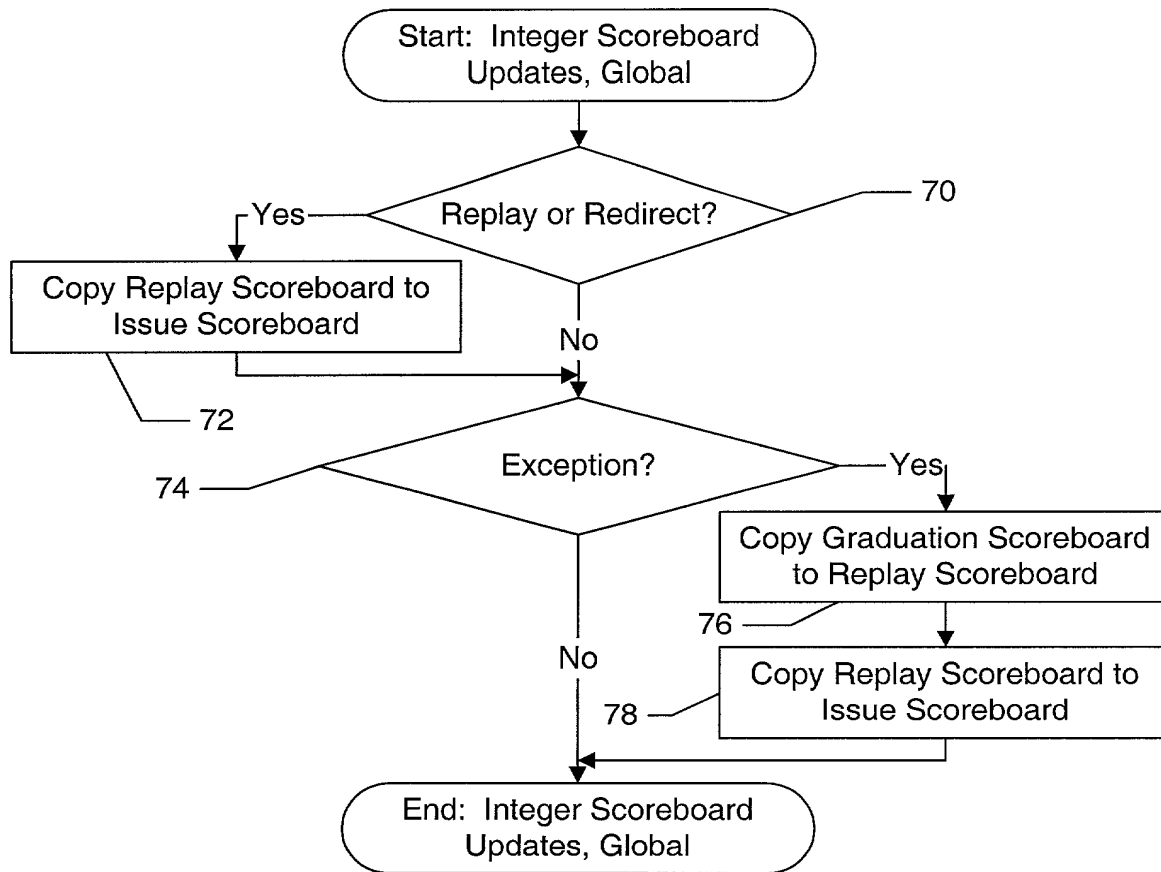 Start: Integer Scoreboard
Updates, Global
Replay or Redirect?
70
Yes
Copy Replay Scoreboard to
Issue Scoreboard
No
72
Exception?
74
Yes
Copy Graduation Scoreboard
to Replay Scoreboard
76
No
Copy Replay Scoreboard to
Issue Scoreboard
78
End: Integer Scoreboard
Updates, Global